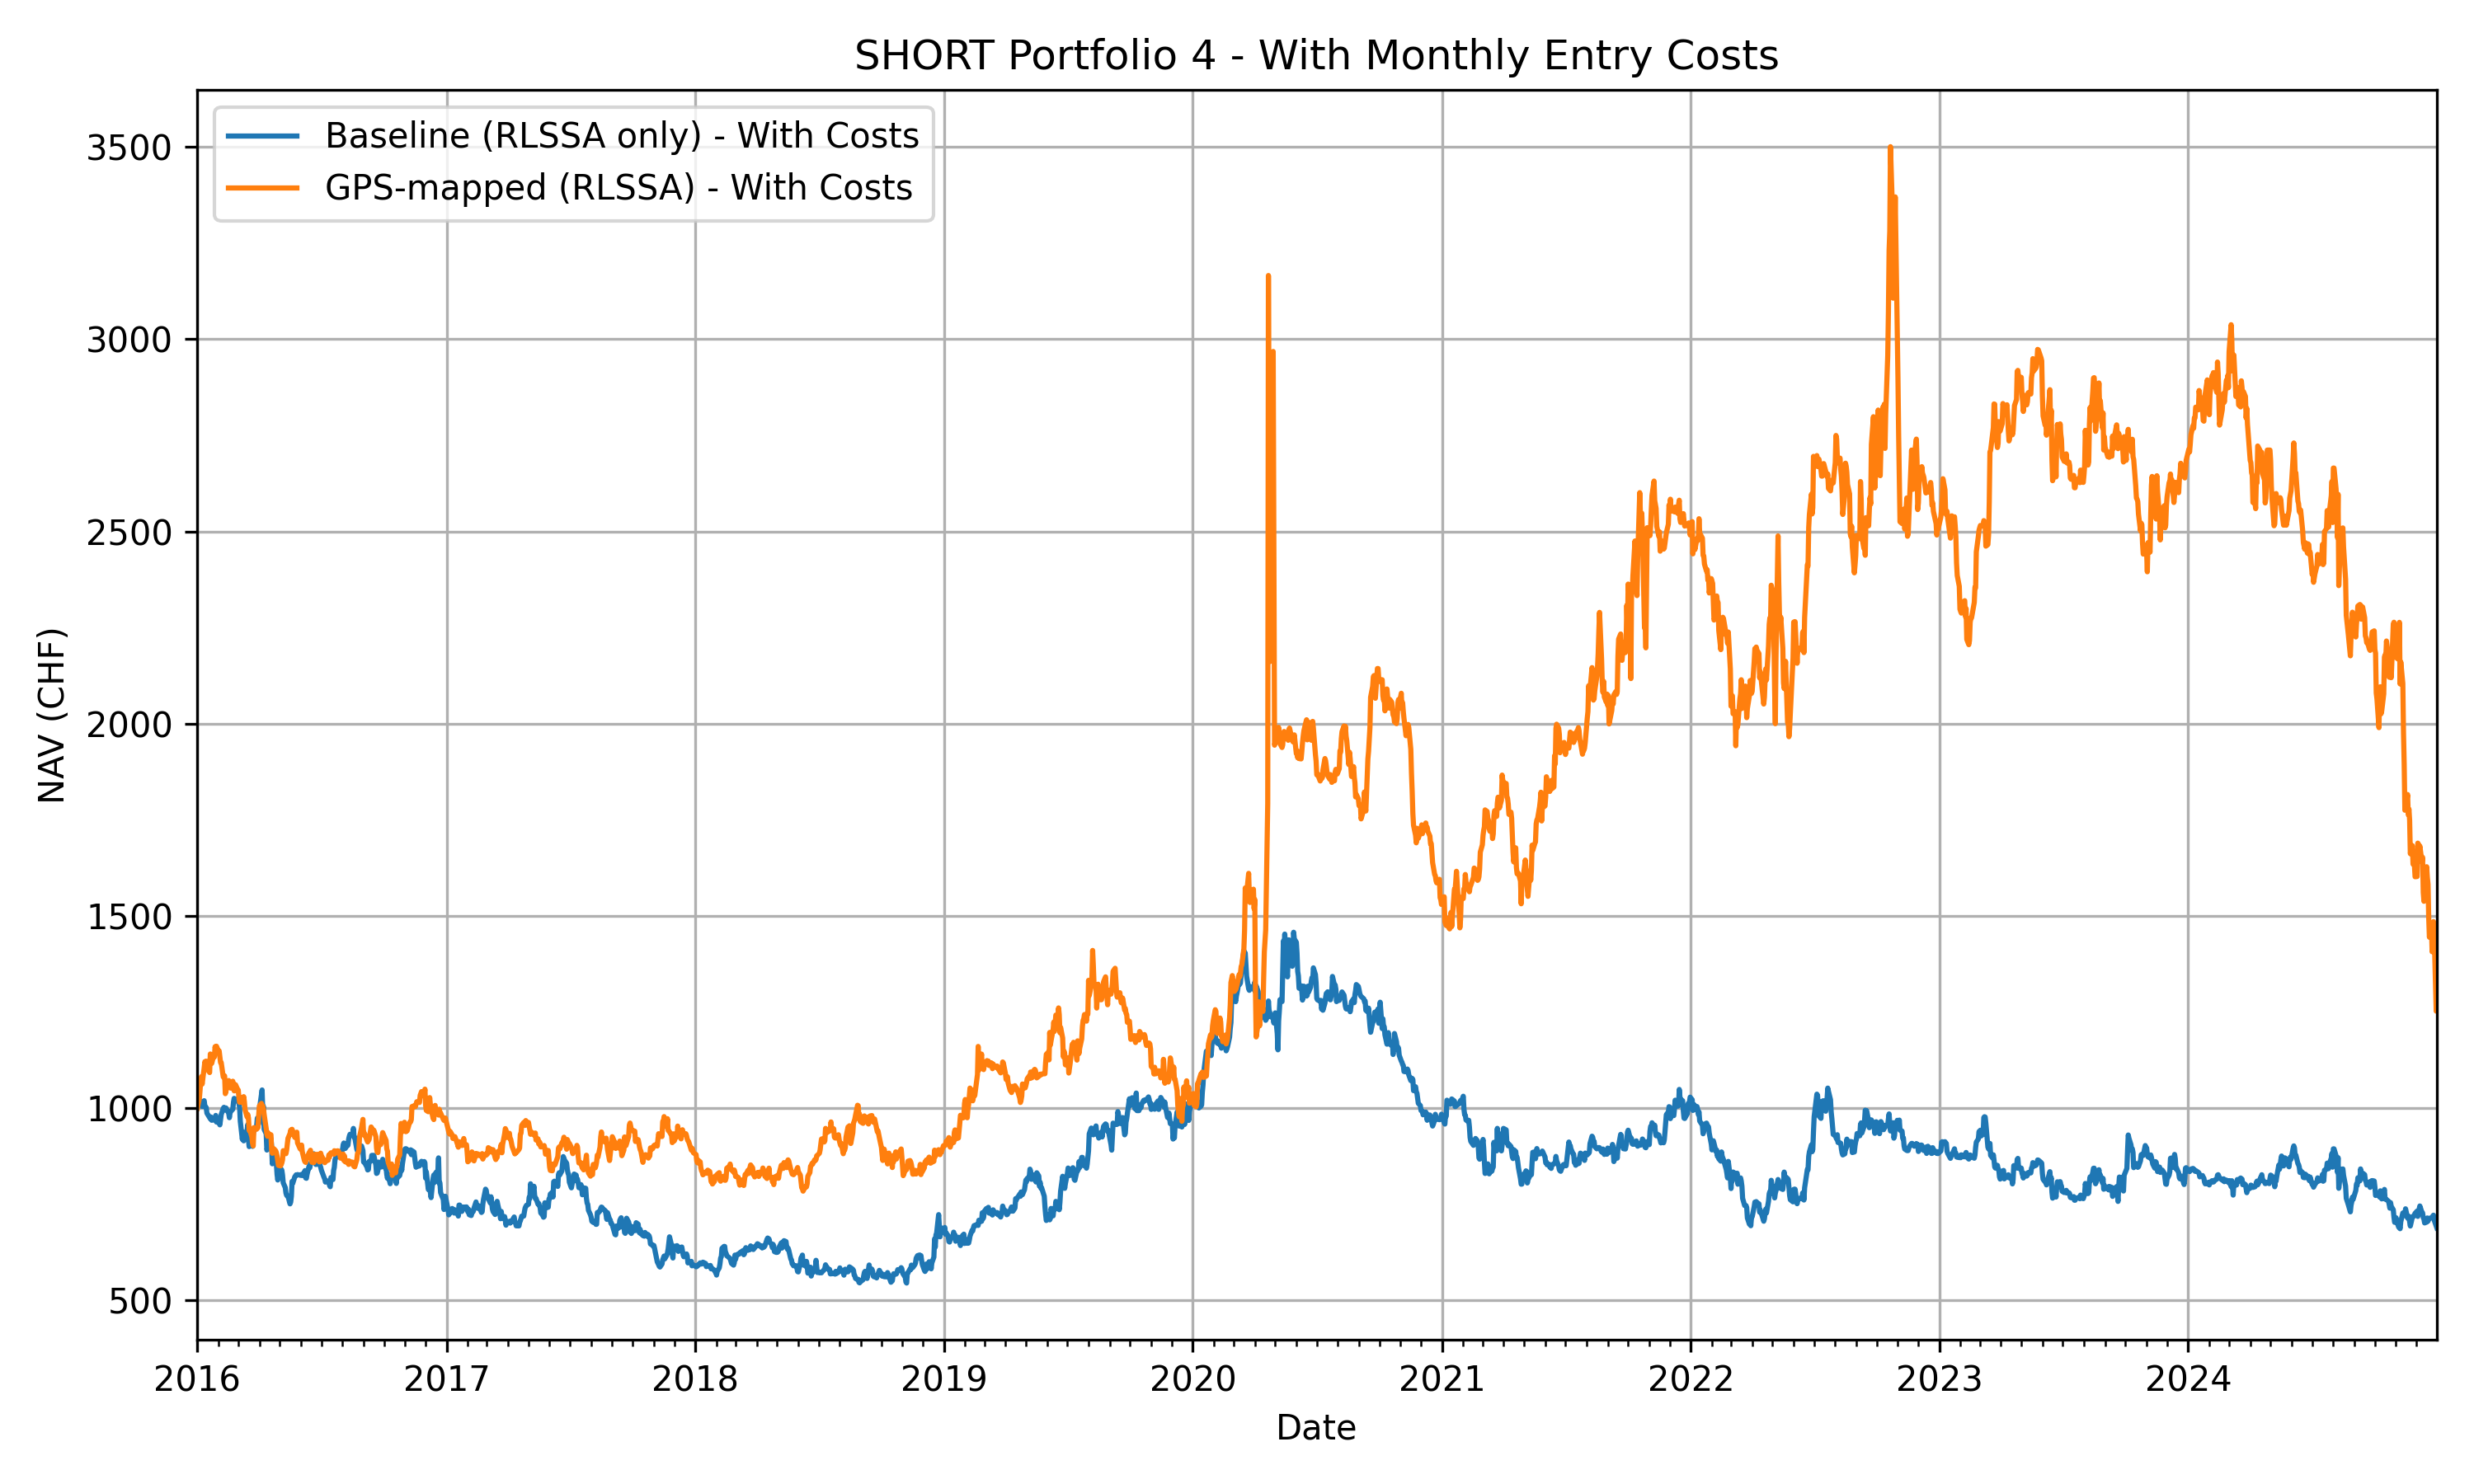 SHORT Portfolio 4 - With Monthly Entry Costs
Baseline (RLSSA only) - With Costs
GPS-mapped (RLSSA) - With Costs
3500
3000
2500
2000
1500
1000
500
NAV (CHF)
2016 2017 2018 2019 2020 2021 2022 2023 2024
Date